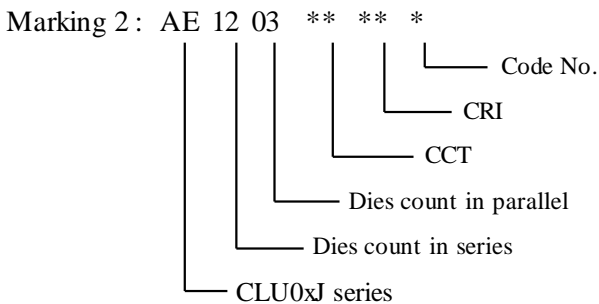 Marking 2 : AE 12 03 ** ** *
Code No.
CRI
CCT
Dies count in parallel
Dies count in series
CLU0xJ series